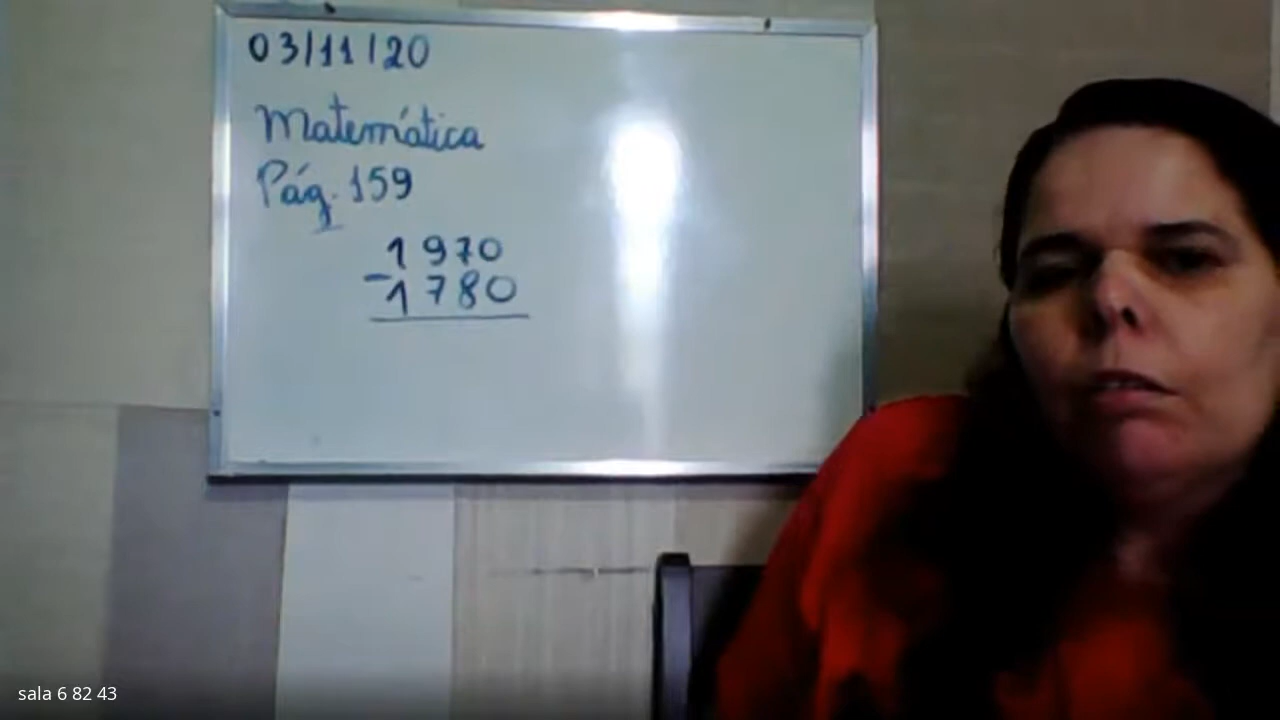 03/11/20
Matemática
Pág. 159
1970
- 1780
sala 6 82 43